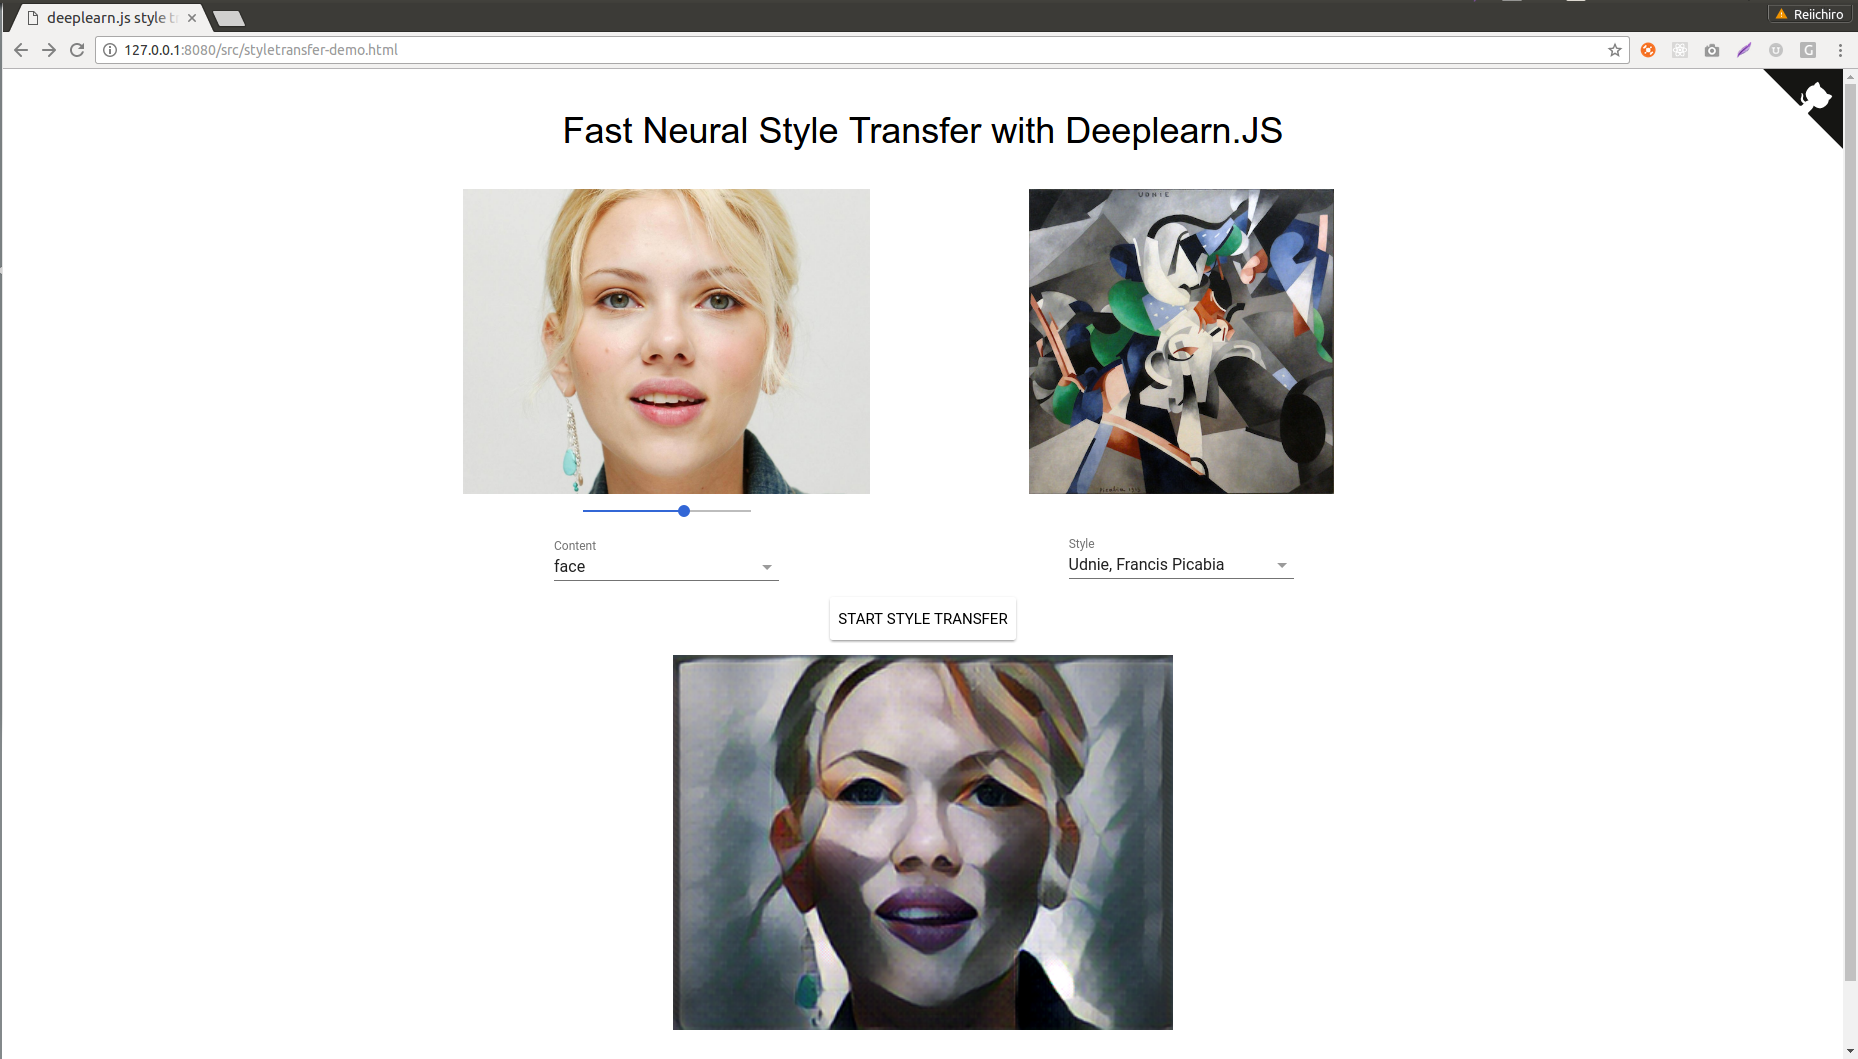 deeplearn.js style tr
Reiichiro
127.0.0.1:8080/src/styletransfer-demo.html
Fast Neural Style Transfer with Deeplearn.JS
UDNIE
Content
face
Style
Udnie, Francis Picabia
START STYLE TRANSFER